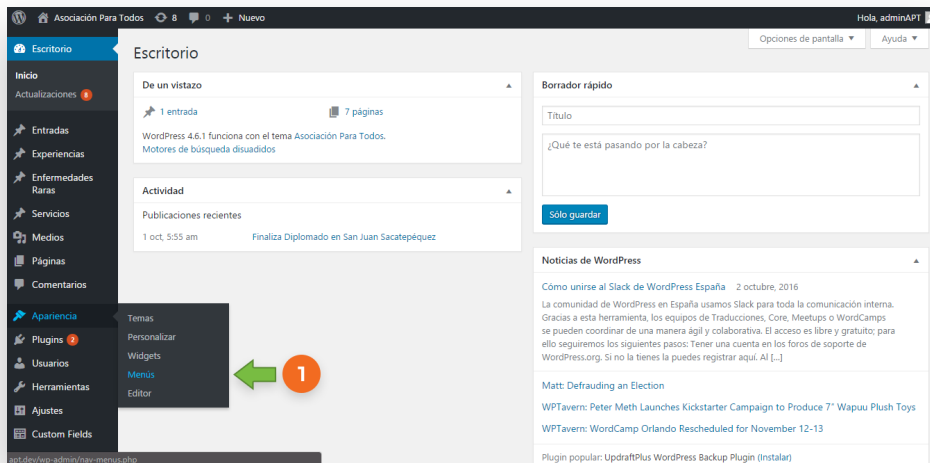 Asociación Para Todos 8 0 + Nuevo Hola, adminAPT
Opciones de pantalla ▼ Ayuda ▼
Escritorio
Inicio
Actualizaciones 8
Entradas
Experiencias
Enfermedades
Raras
Servicios
Medios
Páginas
Comentarios
Apariencia
Plugins 2
Usuarios
Herramientas
Ajustes
Custom Fields
Temas
Personalizar
Widgets
Menús
Editor
1
apt.dev/wp-admin/nav-menus.php
Escritorio
De un vistazo
1 entrada 7 páginas
WordPress 4.6.1 funciona con el tema Asociación Para Todos.
Motores de búsqueda disuadidos
Actividad
Publicaciones recientes
1 oct, 5:55 am Finaliza Diplomado en San Juan Sacatepéquez
Borrador rápido
Título
¿Qué te está pasando por la cabeza?
Sólo guardar
Noticias de WordPress
Cómo unirse al Slack de WordPress España 2 octubre, 2016
La comunidad de WordPress en España usamos Slack para toda la comunicación interna.
Gracias a esta herramienta, los equipos de Traducciones, Core, Meetups o WordCamps
se pueden coordinar de una manera ágil y colaborativa. El acceso es libre y gratuito; para
ello seguiremos los siguientes pasos: Tener una cuenta en los foros de soporte de
WordPress.org. Si no la tienes la puedes registrar aquí. Al [...]
Matt: Defrauding an Election
WPTavern: Peter Meth Launches Kickstarter Campaign to Produce 7″ Wapuu Plush Toys
WPTavern: WordCamp Orlando Rescheduled for November 12-13
Plugin popular: UpdraftPlus WordPress Backup Plugin (Instalar)